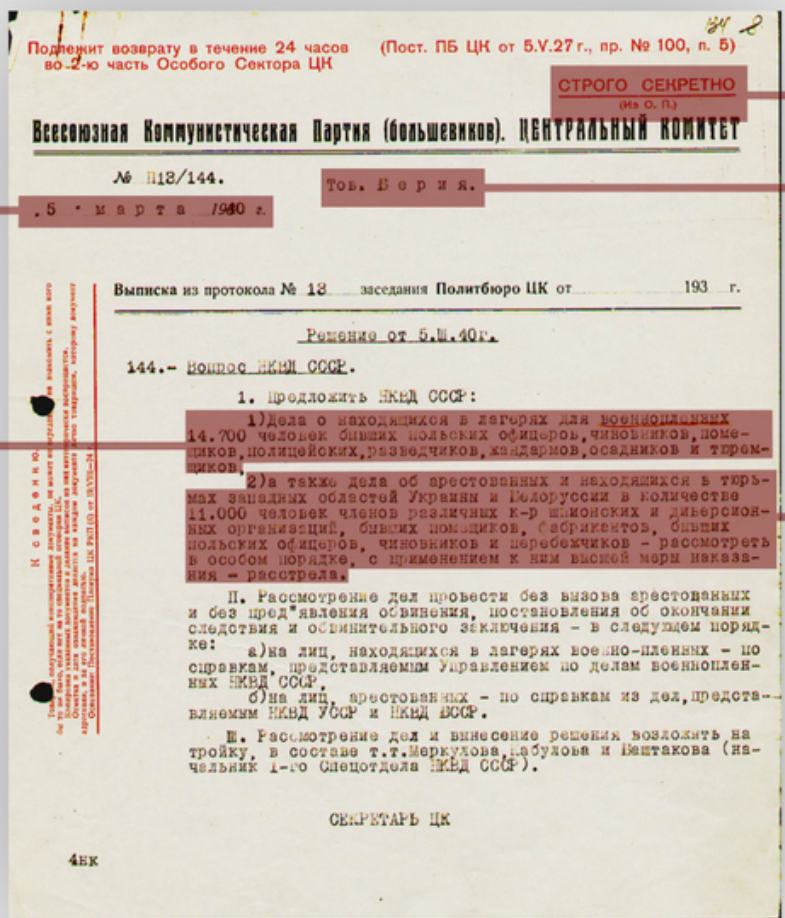 Подлежит возврату в течение 24 часов
во 2-ю часть Особого Сектора ЦК
(Пост. ПБ ЦК от 5.V.27 г., пр. № 100, п. 5)
СТРОГО СЕКРЕТНО
(Из О. П.)
Всесоюзная Коммунистическая Партия (большевиков). ЦЕНТРАЛЬНЫЙ КОМИТЕТ
№ П13/144.
Тов. Берия.
5 марта 1940 г.
Выписка из протокола № 13 заседания Политбюро ЦК от 193 г.
Решение от 5.Ш.40г.
144.- Вопрос НКВД СССР.
1. Предложить НКВД СССР:
1)Дела о находящихся в лагерях для военнопленных
14.700 человек бывших польских офицеров,чиновников,поме-
щиков,полицейских,разведчиков,жандармов,осадников и тюрем-
щиков,
2)а также дела об арестованных и находящихся в тюрь-
мах западных областей Украины и Белоруссии в количестве
11.000 человек членов различных к-р шпионских и диверсион-
ных организаций, бывших помещиков, фабрикантов, бывших
польских офицеров, чиновников и перебежчиков - рассмотреть
в особом порядке, с применением к ним высшей меры наказа-
ния - расстрела.
П. Рассмотрение дел провести без вызова арестованных
и без пред"явления обвинения, постановления об окончании
следствия и обвинительного заключения - в следующем поряд-
ке:
а)на лиц, находящихся в лагерях военно-пленных - по
справкам, представляемым Управлением по делам военноплен-
ных НКВД СССР,
б)на лиц, арестованных - по справкам из дел,предста-
вляемым НКВД УССР и НКВД БССР.
Ш. Рассмотрение дел и вынесение решения возложить на
тройку, в составе т.т.Меркулова,Кабулова и Баштакова (на-
чальник 1-го Спецотдела НКВД СССР).
СЕКРЕТАРЬ ЦК
4нк
К сведению